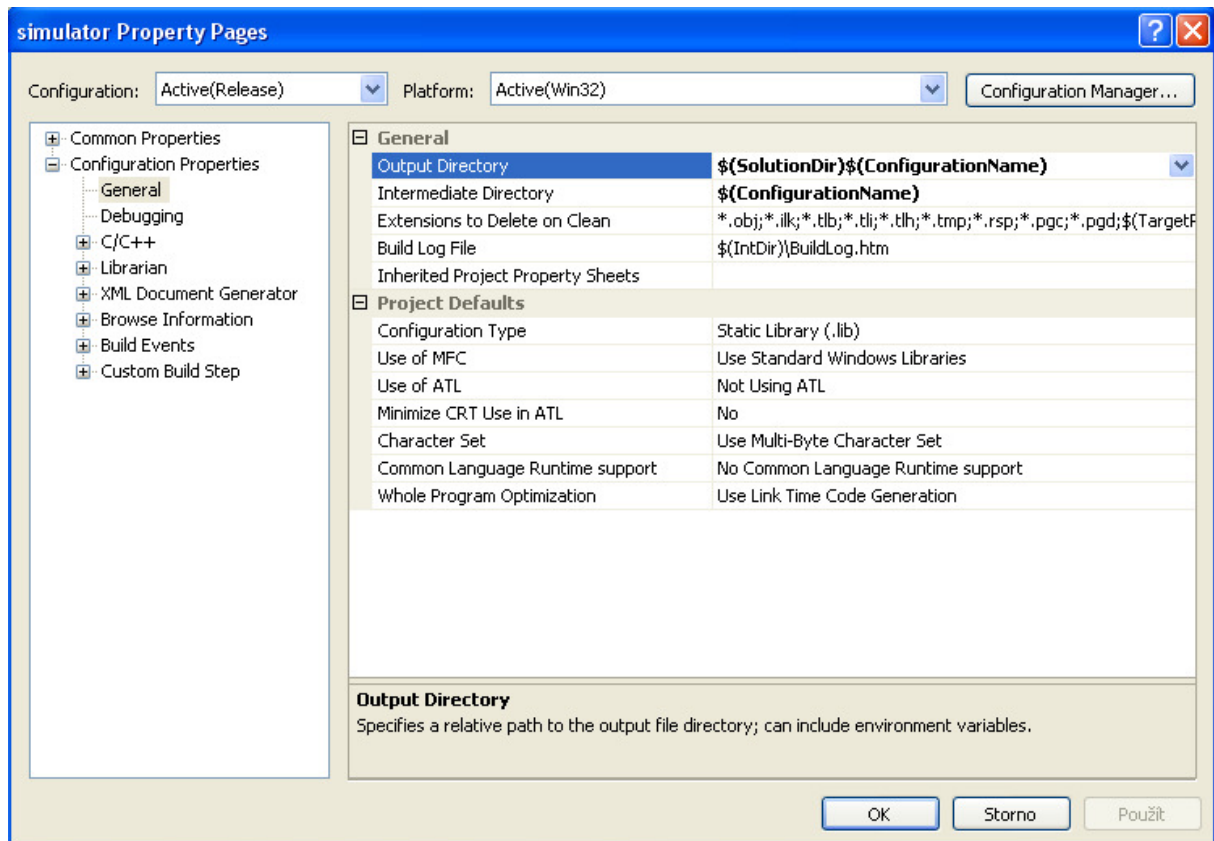 simulator Property Pages
Configuration: Active(Release) Platform: Active(Win32) Configuration Manager...
Common Properties
Configuration Properties
General
Debugging
C/C++
Librarian
XML Document Generator
Browse Information
Build Events
Custom Build Step
General
Output Directory $(SolutionDir)$(ConfigurationName)
Intermediate Directory $(ConfigurationName)
Extensions to Delete on Clean *.obj;*.ilk;*.tlb;*.tli;*.tlh;*.tmp;*.rsp;*.pgc;*.pgd;$(TargetP
Build Log File $(IntDir)\BuildLog.htm
Inherited Project Property Sheets
Project Defaults
Configuration Type Static Library (.lib)
Use of MFC Use Standard Windows Libraries
Use of ATL Not Using ATL
Minimize CRT Use in ATL No
Character Set Use Multi-Byte Character Set
Common Language Runtime support No Common Language Runtime support
Whole Program Optimization Use Link Time Code Generation
Output Directory
Specifies a relative path to the output file directory; can include environment variables.
OK Storno Použít